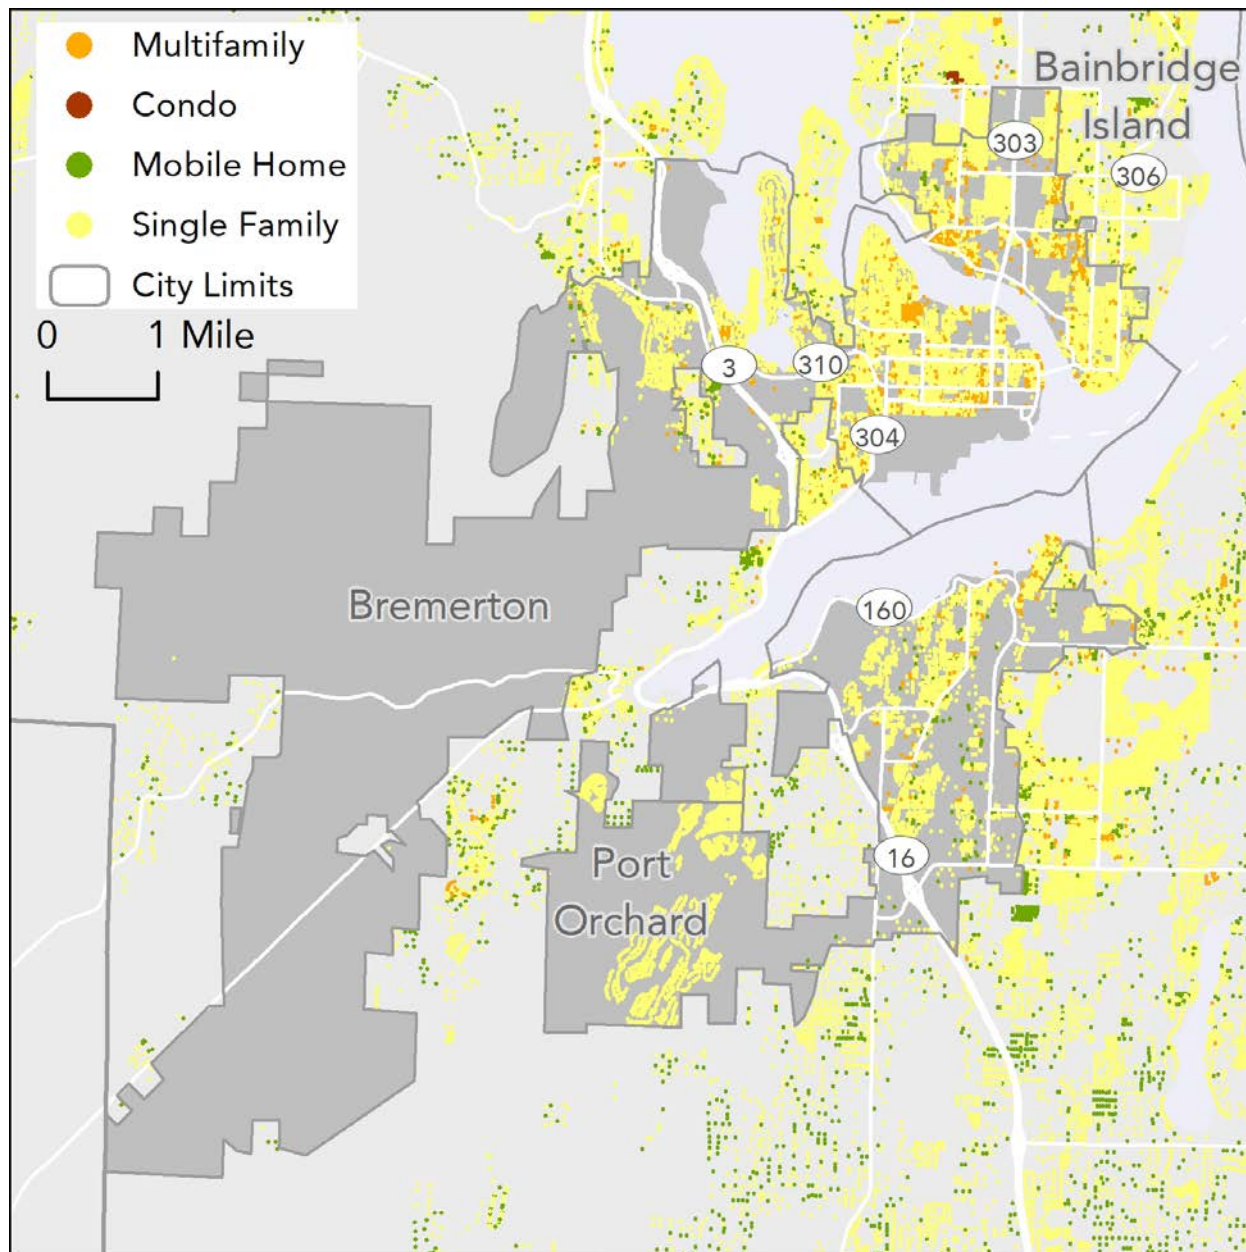 Multifamily
Condo
Mobile Home
Single Family
City Limits
0 1 Mile
Bainbridge
Island
303
306
3
310
304
Bremerton
160
Port
Orchard
16